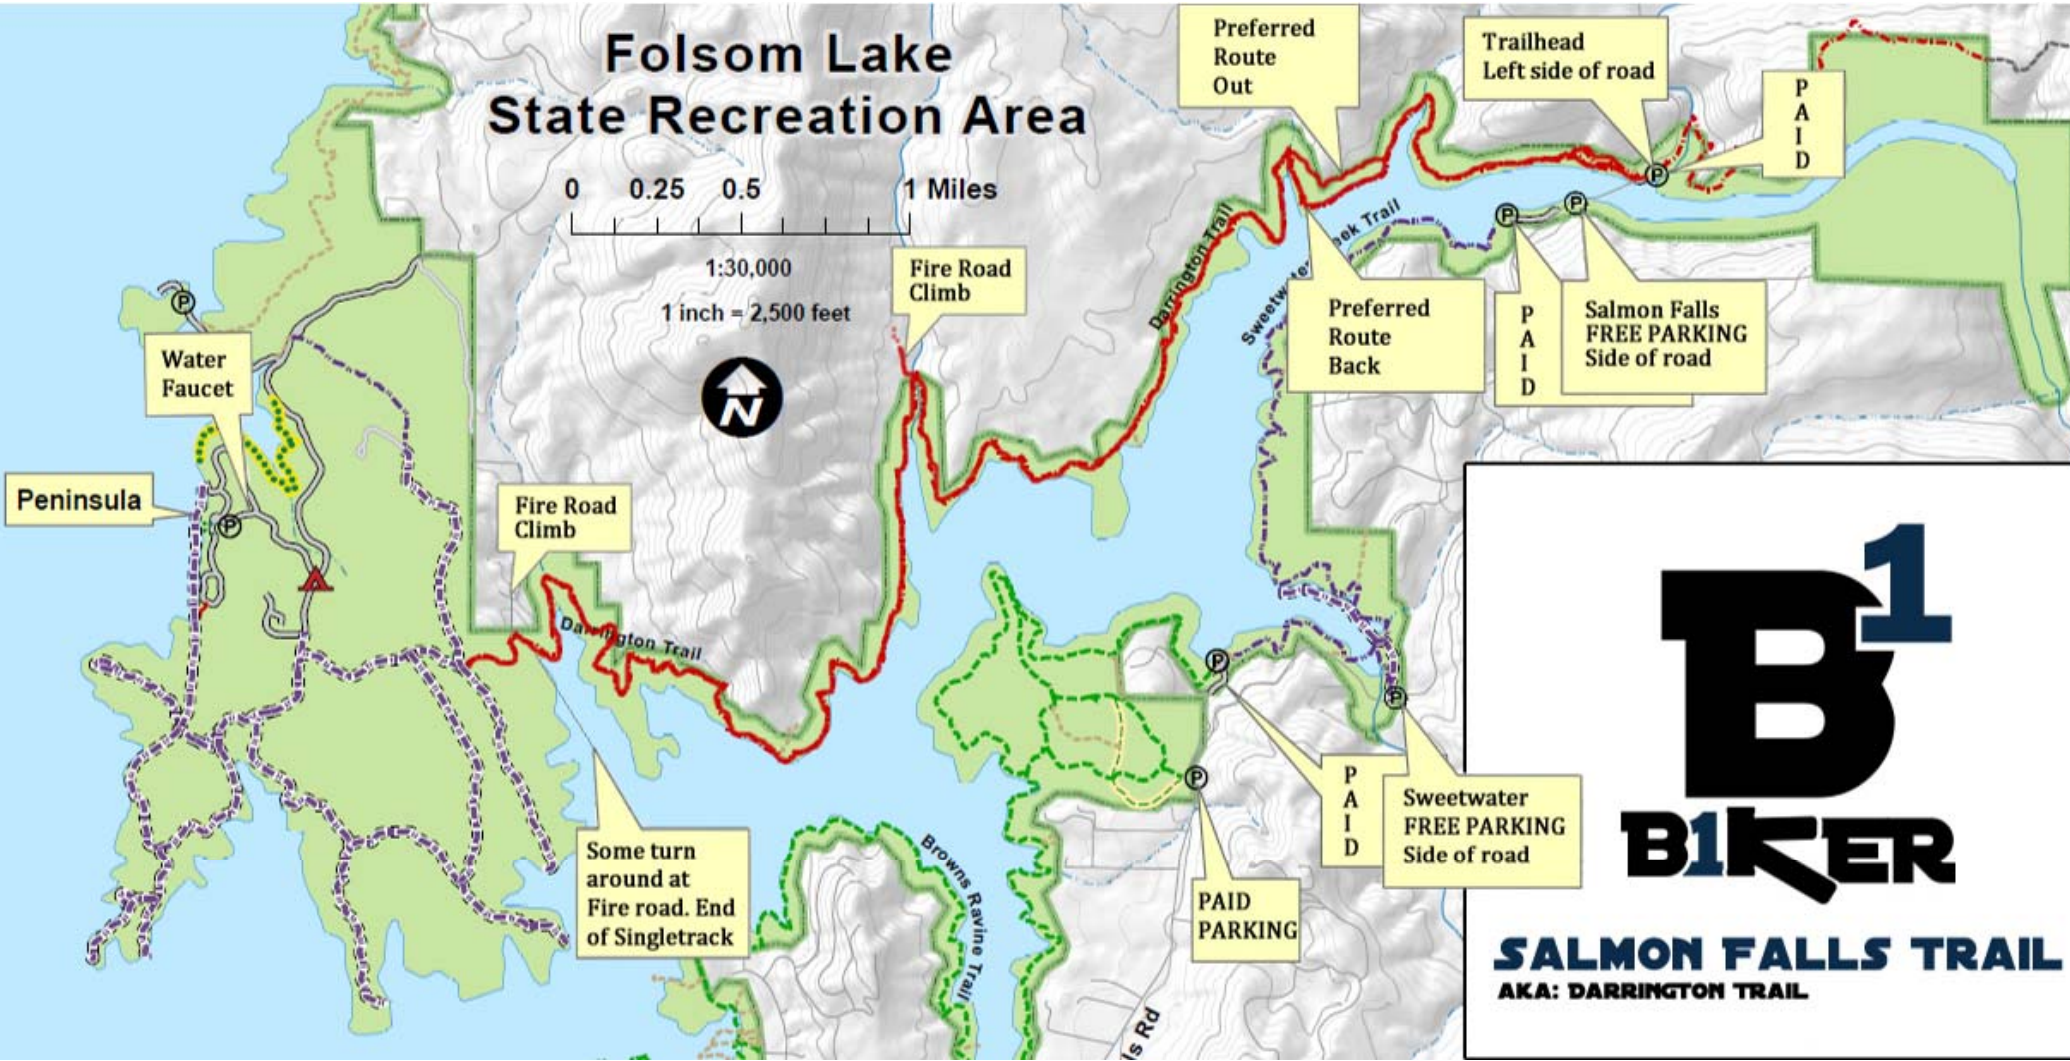 Folsom Lake
State Recreation Area
0 0.25 0.5 1 Miles
1:30,000
1 inch = 2,500 feet
N
Preferred
Route
Out
Trailhead
Left side of road
P
A
I
D
P
P
P
Darrington Trail
Preferred
Route
Back
P
A
I
D
Salmon Falls
FREE PARKING
Side of road
Fire Road
Climb
P
Water
Faucet
Peninsula
P
Fire Road
Climb
Darrington Trail
Some turn
around at
Fire road. End
of Singletrack
Browns Ravine Trail
P
P
P
P
A
I
D
Sweetwater
FREE PARKING
Side of road
PAID
PARKING
B1
B1KER
SALMON FALLS TRAIL
AKA: DARRINGTON TRAIL